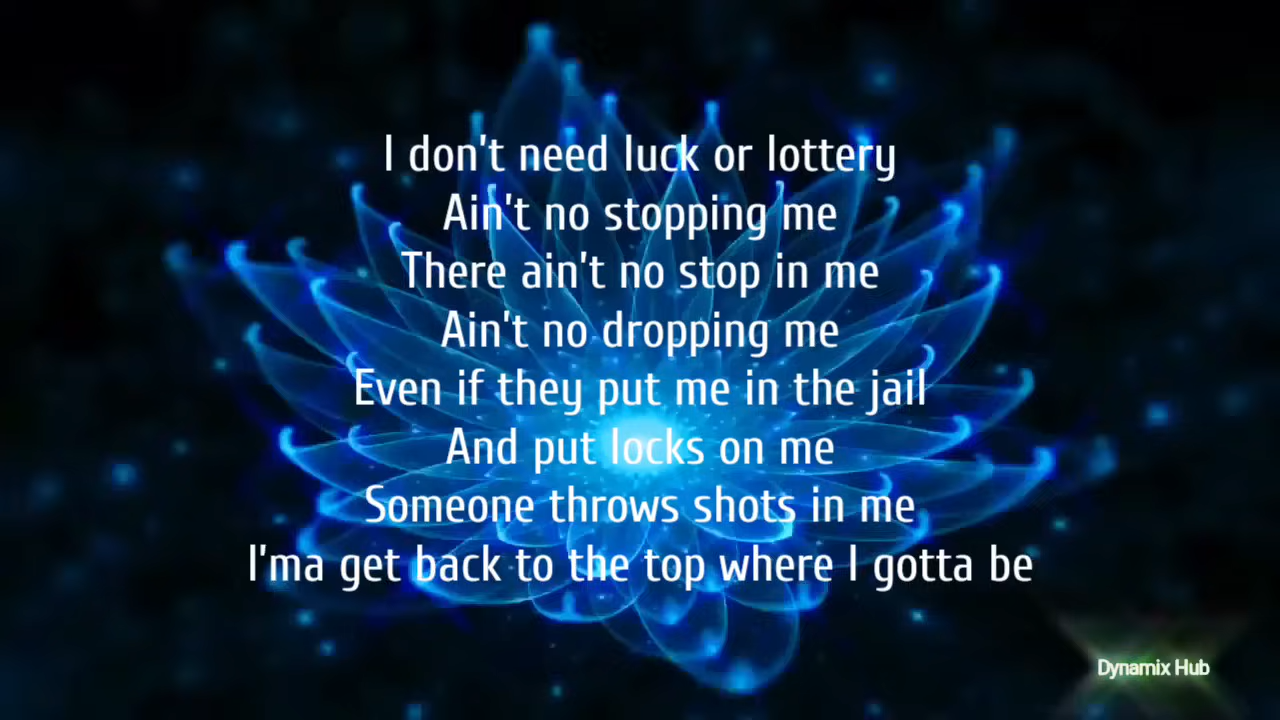 I don't need luck or lottery
Ain't no stopping me
There ain't no stop in me
Ain't no dropping me
Even if they put me in the jail
And put locks on me
Someone throws shots in me
I'ma get back to the top where I gotta be
Dynamix Hub